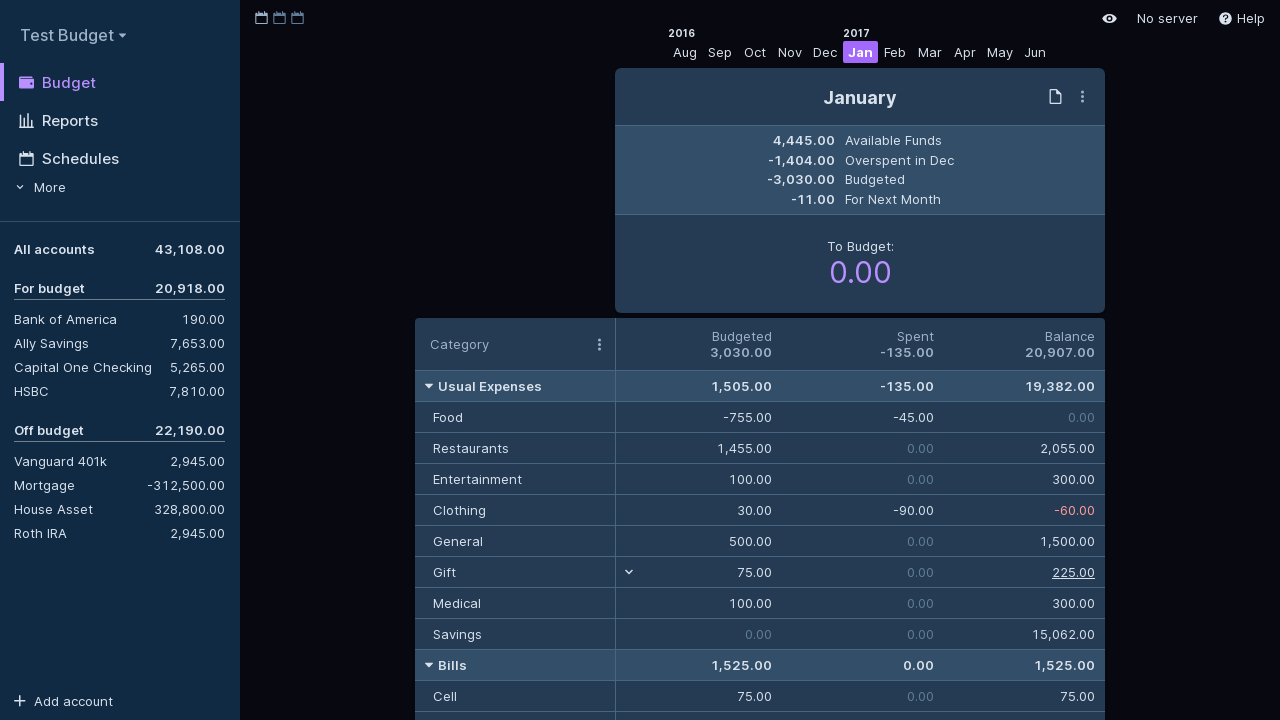 Test Budget
Budget
Reports
Schedules
More
All accounts 43,108.00
For budget 20,918.00
Bank of America 190.00
Ally Savings 7,653.00
Capital One Checking 5,265.00
HSBC 7,810.00
Off budget 22,190.00
Vanguard 401k 2,945.00
Mortgage -312,500.00
House Asset 328,800.00
Roth IRA 2,945.00
Add account
No server Help
2016 2017
Aug Sep Oct Nov Dec Jan Feb Mar Apr May Jun
January
4,445.00 Available Funds
-1,404.00 Overspent in Dec
-3,030.00 Budgeted
-11.00 For Next Month
To Budget:
0.00
Category Budgeted Spent Balance
3,030.00 -135.00 20,907.00
Usual Expenses 1,505.00 -135.00 19,382.00
Food -755.00 -45.00 0.00
Restaurants 1,455.00 0.00 2,055.00
Entertainment 100.00 0.00 300.00
Clothing 30.00 -90.00 -60.00
General 500.00 0.00 1,500.00
Gift 75.00 0.00 225.00
Medical 100.00 0.00 300.00
Savings 0.00 0.00 15,062.00
Bills 1,525.00 0.00 1,525.00
Cell 75.00 0.00 75.00